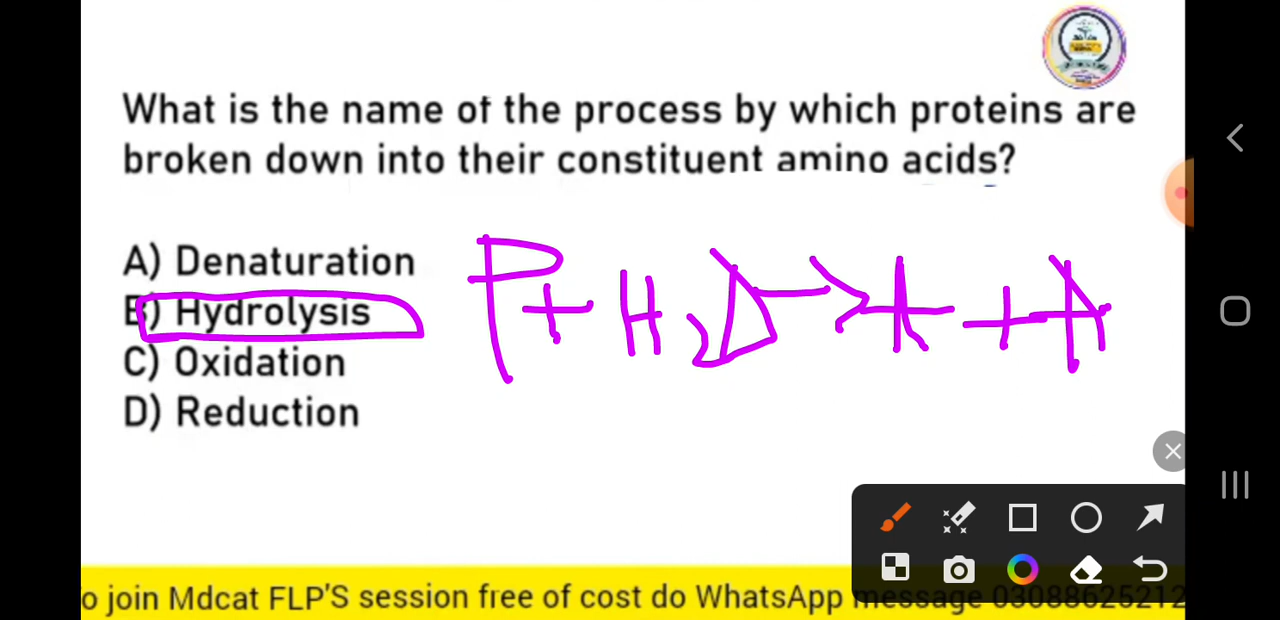 What is the name of the process by which proteins are
broken down into their constituent amino acids?
A) Denaturation
B) Hydrolysis
C) Oxidation
D) Reduction
P + H2O → A + A
o join Mdcat FLP'S session free of cost do WhatsApp message 03088625212